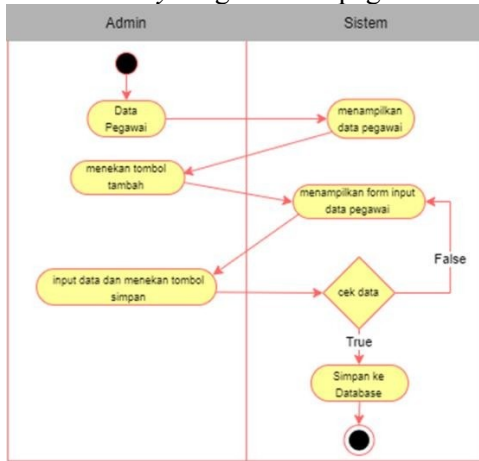 Admin
Sistem
Data
Pegawai
menampilkan
data pegawai
menekan tombol
tambah
menampilkan form input
data pegawai
False
input data dan menekan tombol
simpan
cek data
True
Simpan ke
Database